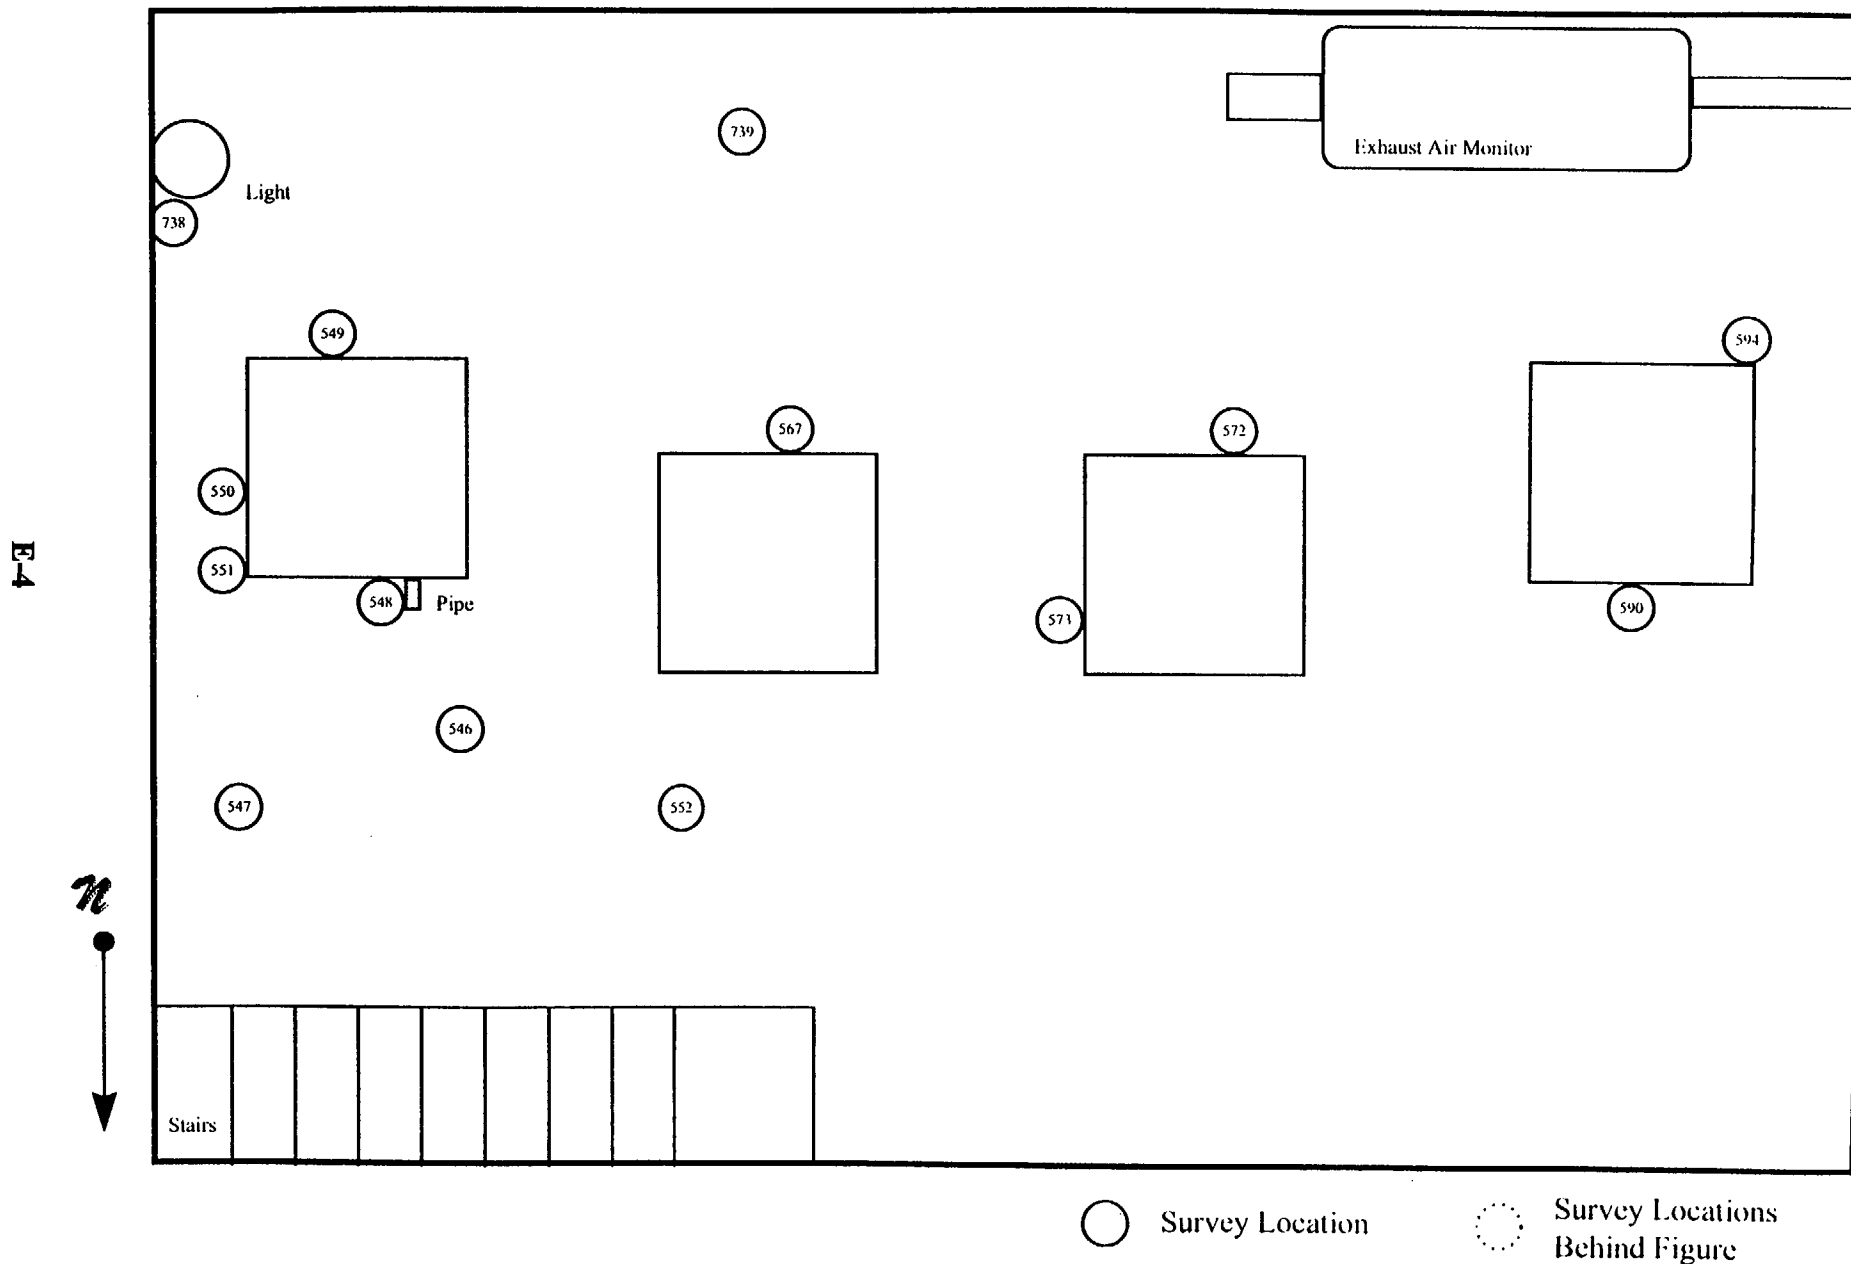 739
Exhaust Air Monitor
Light
738
549
594
567
572
550
E-4
551
548
Pipe
590
573
546
547
552
N
Stairs
Survey Location
Survey Locations
Behind Figure